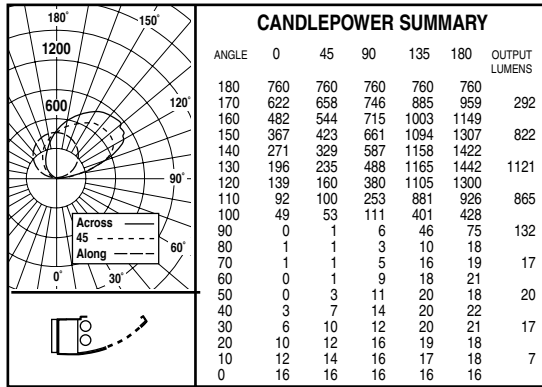 180° 150°
1200
600 120°
90°
60°
0° 30°
Across
45
Along
CANDLEPOWER SUMMARY
ANGLE 0 45 90 135 180 OUTPUT
LUMENS
180 760 760 760 760 760
170 622 658 746 885 959 292
160 482 544 715 1003 1149
150 367 423 661 1094 1307 822
140 271 329 587 1158 1422
130 196 235 488 1165 1442 1121
120 139 160 380 1105 1300
110 92 100 253 881 926 865
100 49 53 111 401 428
90 0 1 6 46 75 132
80 1 1 3 10 18
70 1 1 5 16 19 17
60 0 1 9 18 21
50 0 3 11 20 18 20
40 3 7 14 20 22
30 6 10 12 20 21 17
20 10 12 16 19 18
10 12 14 16 17 18 7
0 16 16 16 16 16